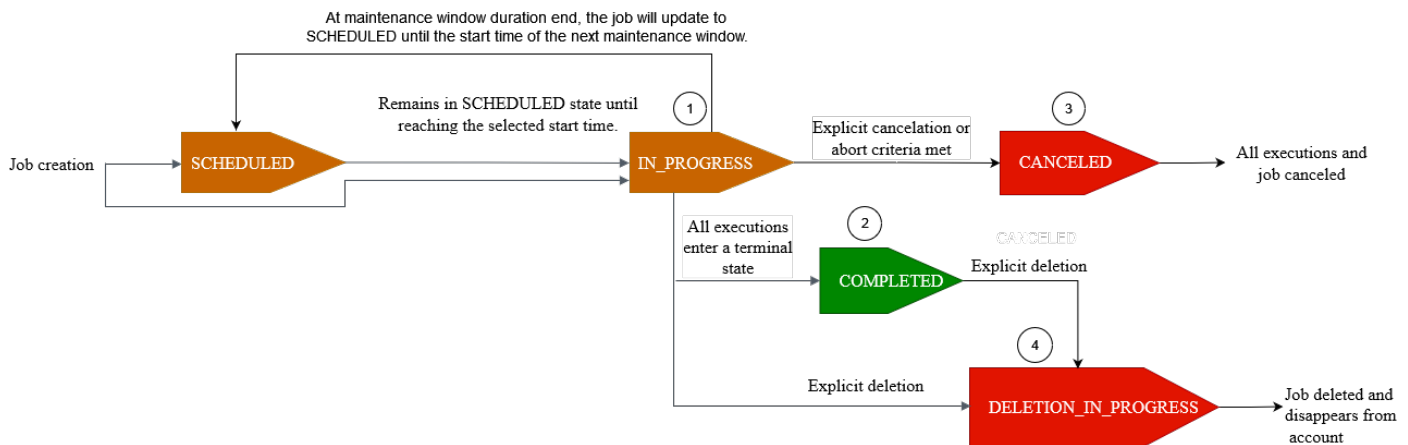 At maintenance window duration end, the job will update to
SCHEDULED until the start time of the next maintenance window.
Remains in SCHEDULED state until
reaching the selected start time.
1
3
Job creation
SCHEDULED
IN_PROGRESS
Explicit cancelation or
abort criteria met
CANCELED
All executions and
job canceled
All executions
enter a terminal
state
2
CANCELED
COMPLETED
Explicit deletion
4
Explicit deletion
DELETION_IN_PROGRESS
Job deleted and
disappears from
account